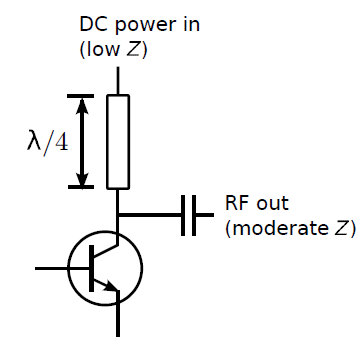 DC power in
(low Z)
λ/4
RF out
(moderate Z)